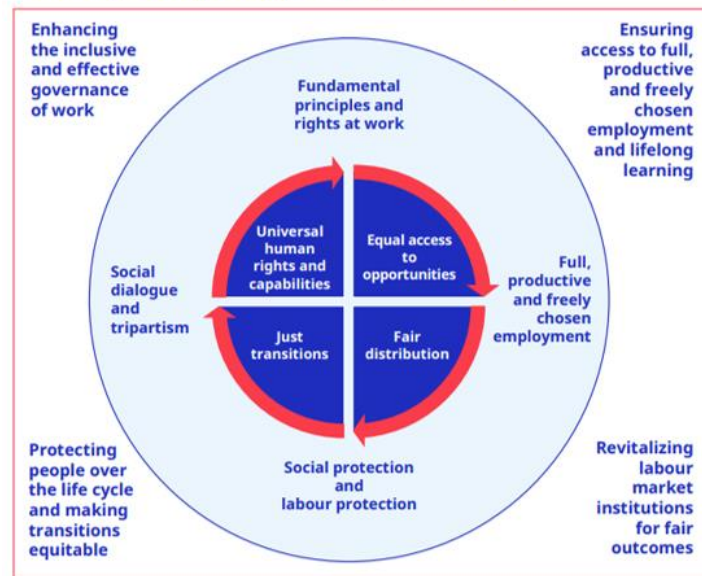 Enhancing
the inclusive
and effective
governance
of work
Ensuring
access to full,
productive
and freely
chosen
employment
and lifelong
learning
Fundamental
principles and
rights at work
Universal
human
rights and
capabilities
Equal access
to
opportunities
Social
dialogue
and
tripartism
Full,
productive
and freely
chosen
employment
Just
transitions
Fair
distribution
Social protection
and
labour protection
Protecting
people over
the life cycle
and making
transitions
equitable
Revitalizing
labour
market
institutions
for fair
outcomes